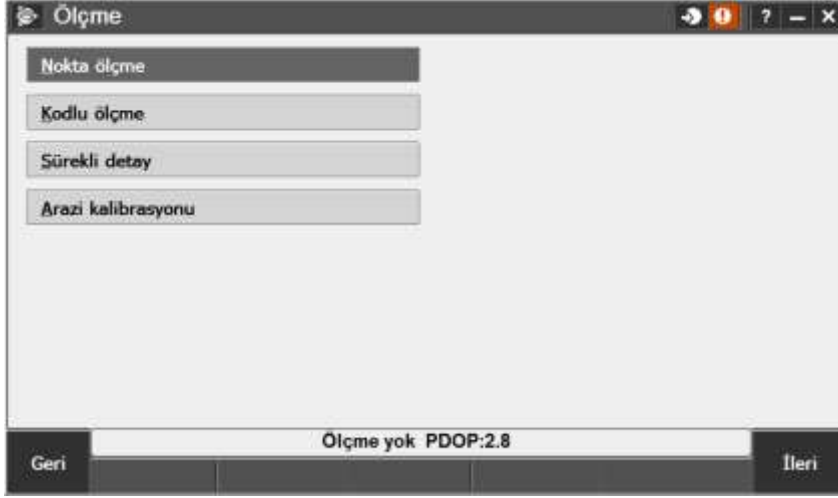 Ölçme
?
Nokta ölçme
Kodlu ölçme
Sürekli detay
Arazi kalibrasyonu
Ölçme yok PDOP:2.8
Geri
İleri